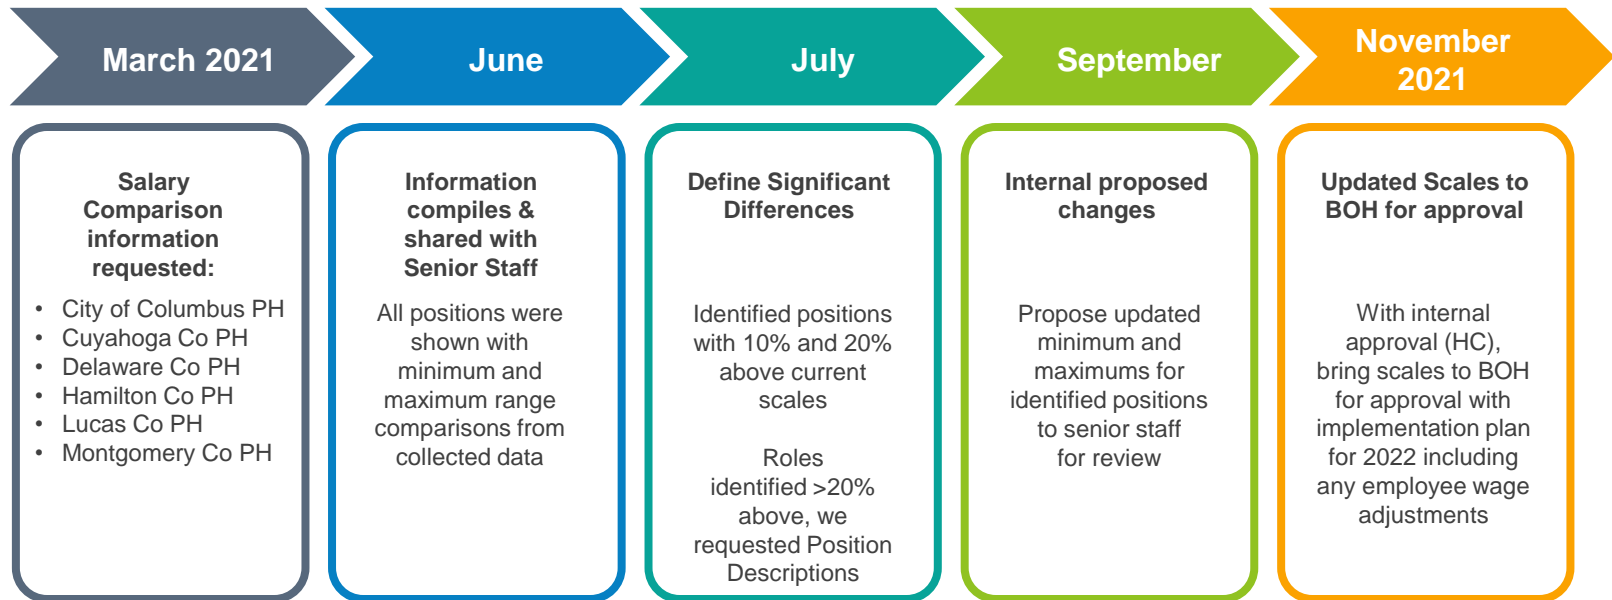 March 2021
June
July
September
November
2021
Salary
Comparison
information
requested:
• City of Columbus PH
• Cuyahoga Co PH
• Delaware Co PH
• Hamilton Co PH
• Lucas Co PH
• Montgomery Co PH
Information
compiles &
shared with
Senior Staff
All positions were
shown with
minimum and
maximum range
comparisons from
collected data
Define Significant
Differences
Identified positions
with 10% and 20%
above current
scales
Roles
identified >20%
above, we
requested Position
Descriptions
Internal proposed
changes
Propose updated
minimum and
maximums for
identified positions
to senior staff
for review
Updated Scales to
BOH for approval
With internal
approval (HC),
bring scales to BOH
for approval with
implementation plan
for 2022 including
any employee wage
adjustments